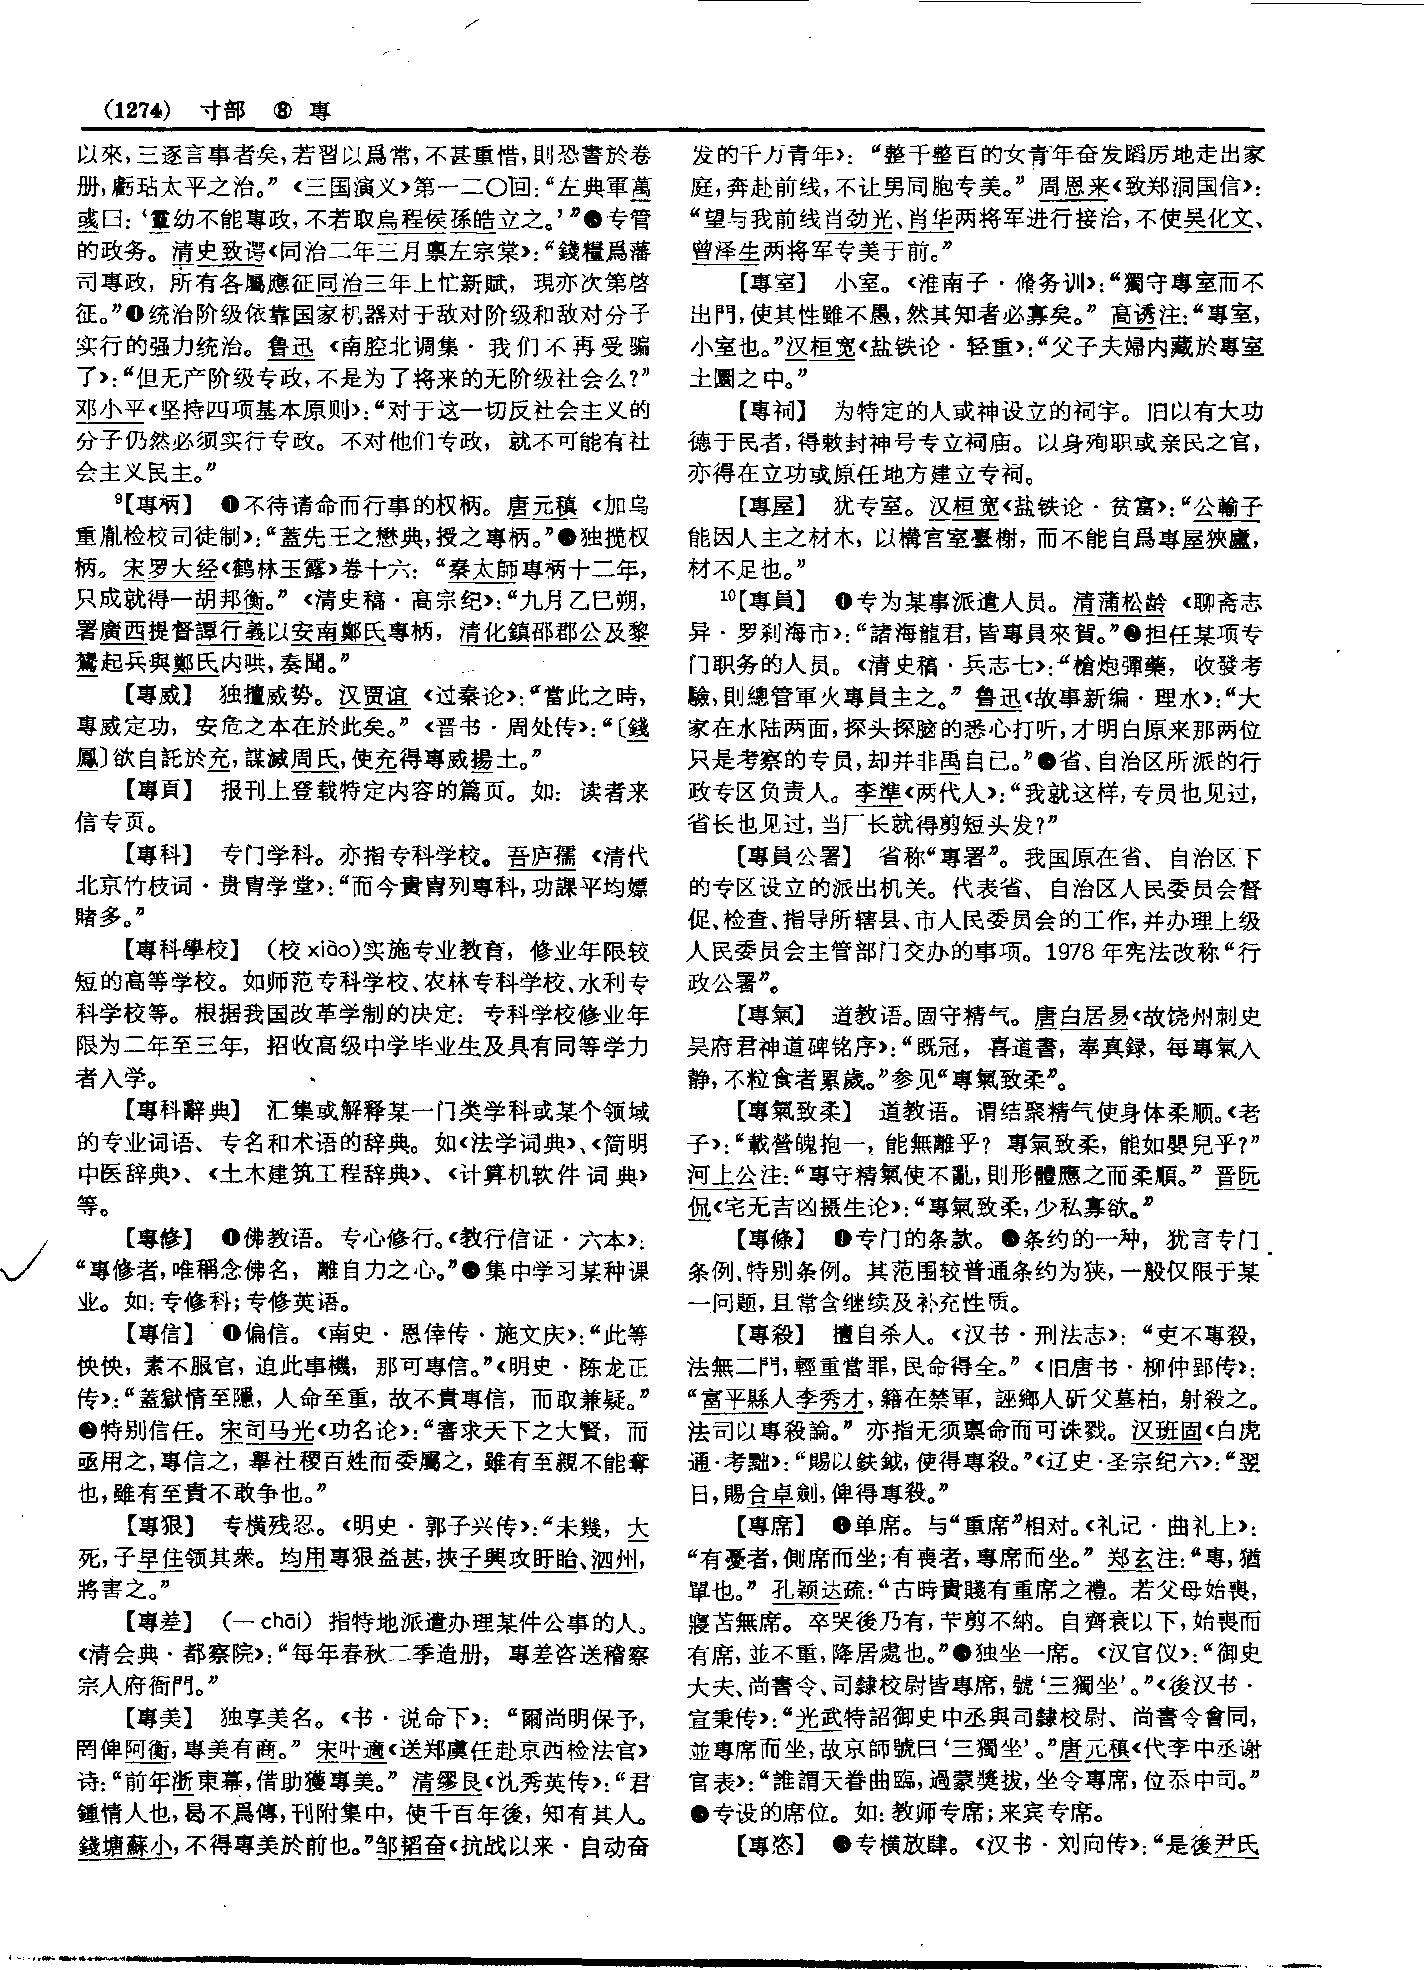 (1274) 寸部 ⑧ 專
以來，三逐言事者矣，若習以爲常，不甚重惜，則恐書於卷
册，虧玷太平之治。”《三国演义》第一二〇回：“左典軍萬
彧曰：‘𩅦幼不能專政，不若取烏程侯孫皓立之。’”❸专管
的政务。清史致谔《同治二年三月禀左宗棠》：“錢糧爲藩
司專政，所有各屬應征同治三年上忙新賦，現亦次第啓
征。”❹统治阶级依靠国家机器对于敌对阶级和敌对分子
实行的强力统治。鲁迅《南腔北调集·我们不再受骗
了》：“但无产阶级专政，不是为了将来的无阶级社会么？”
邓小平《坚持四项基本原则》：“对于这一切反社会主义的
分子仍然必须实行专政。不对他们专政，就不可能有社
会主义民主。”
⁹【專柄】 ❶不待请命而行事的权柄。唐元稹《加乌
重胤检校司徒制》：“蓋先王之懋典，授之專柄。”❷独揽权
柄。宋罗大经《鹤林玉露》卷十六：“秦太師專柄十二年，
只成就得一胡邦衡。”《清史稿·高宗纪》：“九月乙巳朔，
署廣西提督譚行義以安南鄭氏專柄，清化鎮邵郡公及黎
鷟起兵與鄭氏内哄，奏聞。”
【專威】 独擅威势。汉贾谊《过秦论》：“當此之時，
專威定功，安危之本在於此矣。”《晋书·周处传》：“〔錢
鳳〕欲自託於充，謀滅周氏，使充得專威揚土。”
【專頁】 报刊上登载特定内容的篇页。如：读者来
信专页。
【專科】 专门学科。亦指专科学校。吾庐孺《清代
北京竹枝词·贵胄学堂》：“而今貴胄列專科，功課平均嫖
賭多。”
【專科學校】 （校 xiào）实施专业教育，修业年限较
短的高等学校。如师范专科学校、农林专科学校、水利专
科学校等。根据我国改革学制的决定：专科学校修业年
限为二年至三年，招收高级中学毕业生及具有同等学力
者入学。
【專科辭典】 汇集或解释某一门类学科或某个领域
的专业词语、专名和术语的辞典。如《法学词典》、《简明
中医辞典》、《土木建筑工程辞典》、《计算机软件词典》
等。
【專修】 ❶佛教语。专心修行。《教行信证·六本》：
“專修者，唯稱念佛名，離自力之心。”❷集中学习某种课
业。如：专修科；专修英语。
【專信】 ❶偏信。《南史·恩倖传·施文庆》：“此等
怏怏，素不服官，迫此事機，那可專信。”《明史·陈龙正
传》：“蓋獄情至隱，人命至重，故不貴專信，而取兼疑。”
❷特别信任。宋司马光《功名论》：“審求天下之大賢，而
亟用之，專信之，舉社稷百姓而委屬之，雖有至親不能奪
也，雖有至貴不敢争也。”
【專狠】 专横残忍。《明史·郭子兴传》：“未幾，大
死，子早住领其衆。均用專狠益甚，挾子興攻盱眙、泗州，
將害之。”
【專差】 （一 chāi）指特地派遣办理某件公事的人。
《清会典·都察院》：“每年春秋二季造册，專差咨送稽察
宗人府衙門。”
【專美】 独享美名。《书·说命下》：“爾尚明保予，
罔俾阿衡，專美有商。”宋叶適《送郑虞任赴京西检法官》
诗：“前年浙東幕，借助獲專美。”清缪艮《沈秀英传》：“君
鍾情人也，曷不爲傳，刊附集中，使千百年後，知有其人。
錢塘蘇小，不得專美於前也。”邹韬奋《抗战以来·自动奋
发的千万青年》：“整千整百的女青年奋发蹈厉地走出家
庭，奔赴前线，不让男同胞专美。”周恩来《致郑洞国信》：
“望与我前线肖劲光、肖华两将军进行接洽，不使吴化文、
曾泽生两将军专美于前。”
【專室】 小室。《淮南子·脩务训》：“獨守專室而不
出門，使其性雖不愚，然其知者必寡矣。”高诱注：“專室，
小室也。”汉桓宽《盐铁论·轻重》：“父子夫婦内藏於專室
土圜之中。”
【專祠】 为特定的人或神设立的祠宇。旧以有大功
德于民者，得敕封神号专立祠庙。以身殉职或亲民之官，
亦得在立功或原任地方建立专祠。
【專屋】 犹专室。汉桓宽《盐铁论·贫富》：“公輸子
能因人主之材木，以構宫室臺榭，而不能自爲專屋狹廬，
材不足也。”
¹⁰【專員】 ❶专为某事派遣人员。清蒲松龄《聊斋志
异·罗刹海市》：“諸海龍君，皆專員來賀。”❷担任某项专
门职务的人员。《清史稿·兵志七》：“槍炮彈藥，收發考
驗，則總管軍火專員主之。”鲁迅《故事新编·理水》：“大
家在水陆两面，探头探脑的悉心打听，才明白原来那两位
只是考察的专员，却并非禹自己。”❸省、自治区所派的行
政专区负责人。李準《两代人》：“我就这样，专员也见过，
省长也见过，当厂长就得剪短头发？”
【專員公署】 省称“專署”。我国原在省、自治区下
的专区设立的派出机关。代表省、自治区人民委员会督
促、检查、指导所辖县、市人民委员会的工作，并办理上级
人民委员会主管部门交办的事项。1978年宪法改称“行
政公署”。
【專氣】 道教语。固守精气。唐白居易《故饶州刺史
吴府君神道碑铭序》：“既冠，喜道書，奉真録，每專氣入
静，不粒食者累歲。”参见“專氣致柔”。
【專氣致柔】 道教语。谓结聚精气使身体柔顺。《老
子》：“載營魄抱一，能無離乎？專氣致柔，能如嬰兒乎？”
河上公注：“專守精氣使不亂，則形體應之而柔順。”晋阮
侃《宅无吉凶摄生论》：“專氣致柔，少私寡欲。”
【專條】 ❶专门的条款。❷条约的一种，犹言专门
条例、特别条例。其范围较普通条约为狭，一般仅限于某
一问题，且常含继续及补充性质。
【專殺】 擅自杀人。《汉书·刑法志》：“吏不專殺，
法無二門，輕重當罪，民命得全。”《旧唐书·柳仲郢传》：
“富平縣人李秀才，籍在禁軍，誣鄉人斫父墓柏，射殺之。
法司以專殺論。”亦指无须禀命而可诛戮。汉班固《白虎
通·考黜》：“賜以鈇鉞，使得專殺。”《辽史·圣宗纪六》：“翌
日，賜合卓劍，俾得專殺。”
【專席】 ❶单席。与“重席”相对。《礼记·曲礼上》：
“有憂者，側席而坐；有喪者，專席而坐。”郑玄注：“專，猶
單也。”孔颖达疏：“古時貴賤有重席之禮。若父母始喪，
寢苫無席。卒哭後乃有，芐剪不納。自齊衰以下，始喪而
有席，並不重，降居處也。”❷独坐一席。《汉官仪》：“御史
大夫、尚書令、司隸校尉皆專席，號‘三獨坐’。”《後汉书·
宣秉传》：“光武特詔御史中丞與司隸校尉、尚書令會同，
並專席而坐，故京師號曰‘三獨坐’。”唐元稹《代李中丞谢
官表》：“誰謂天眷曲臨，過蒙獎拔，坐令專席，位忝中司。”
❸专设的席位。如：教师专席；来宾专席。
【專恣】 ❶专横放肆。《汉书·刘向传》：“是後尹氏